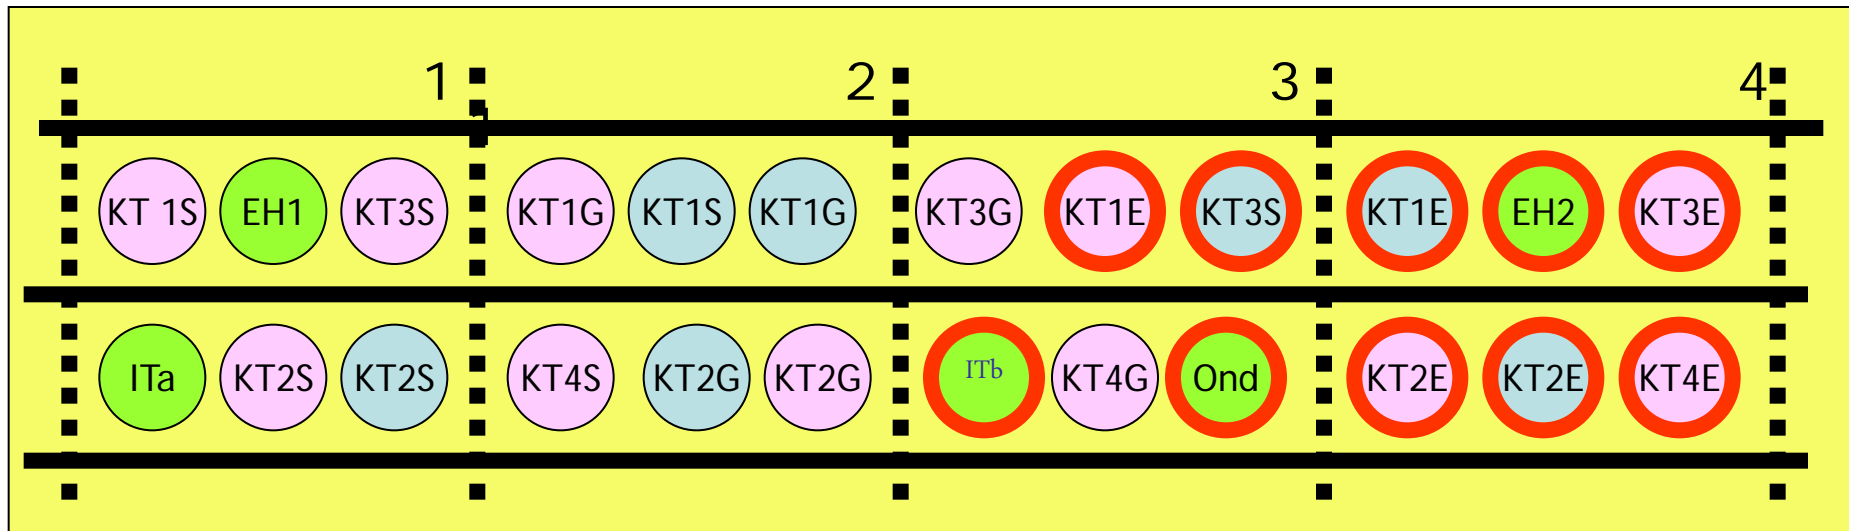 1 2 3 4
1
KT 1S EH1 KT3S KT1G KT1S KT1G KT3G KT1E KT3S KT1E EH2 KT3E
ITa KT2S KT2S KT4S KT2G KT2G ITb KT4G Ond KT2E KT2E KT4E